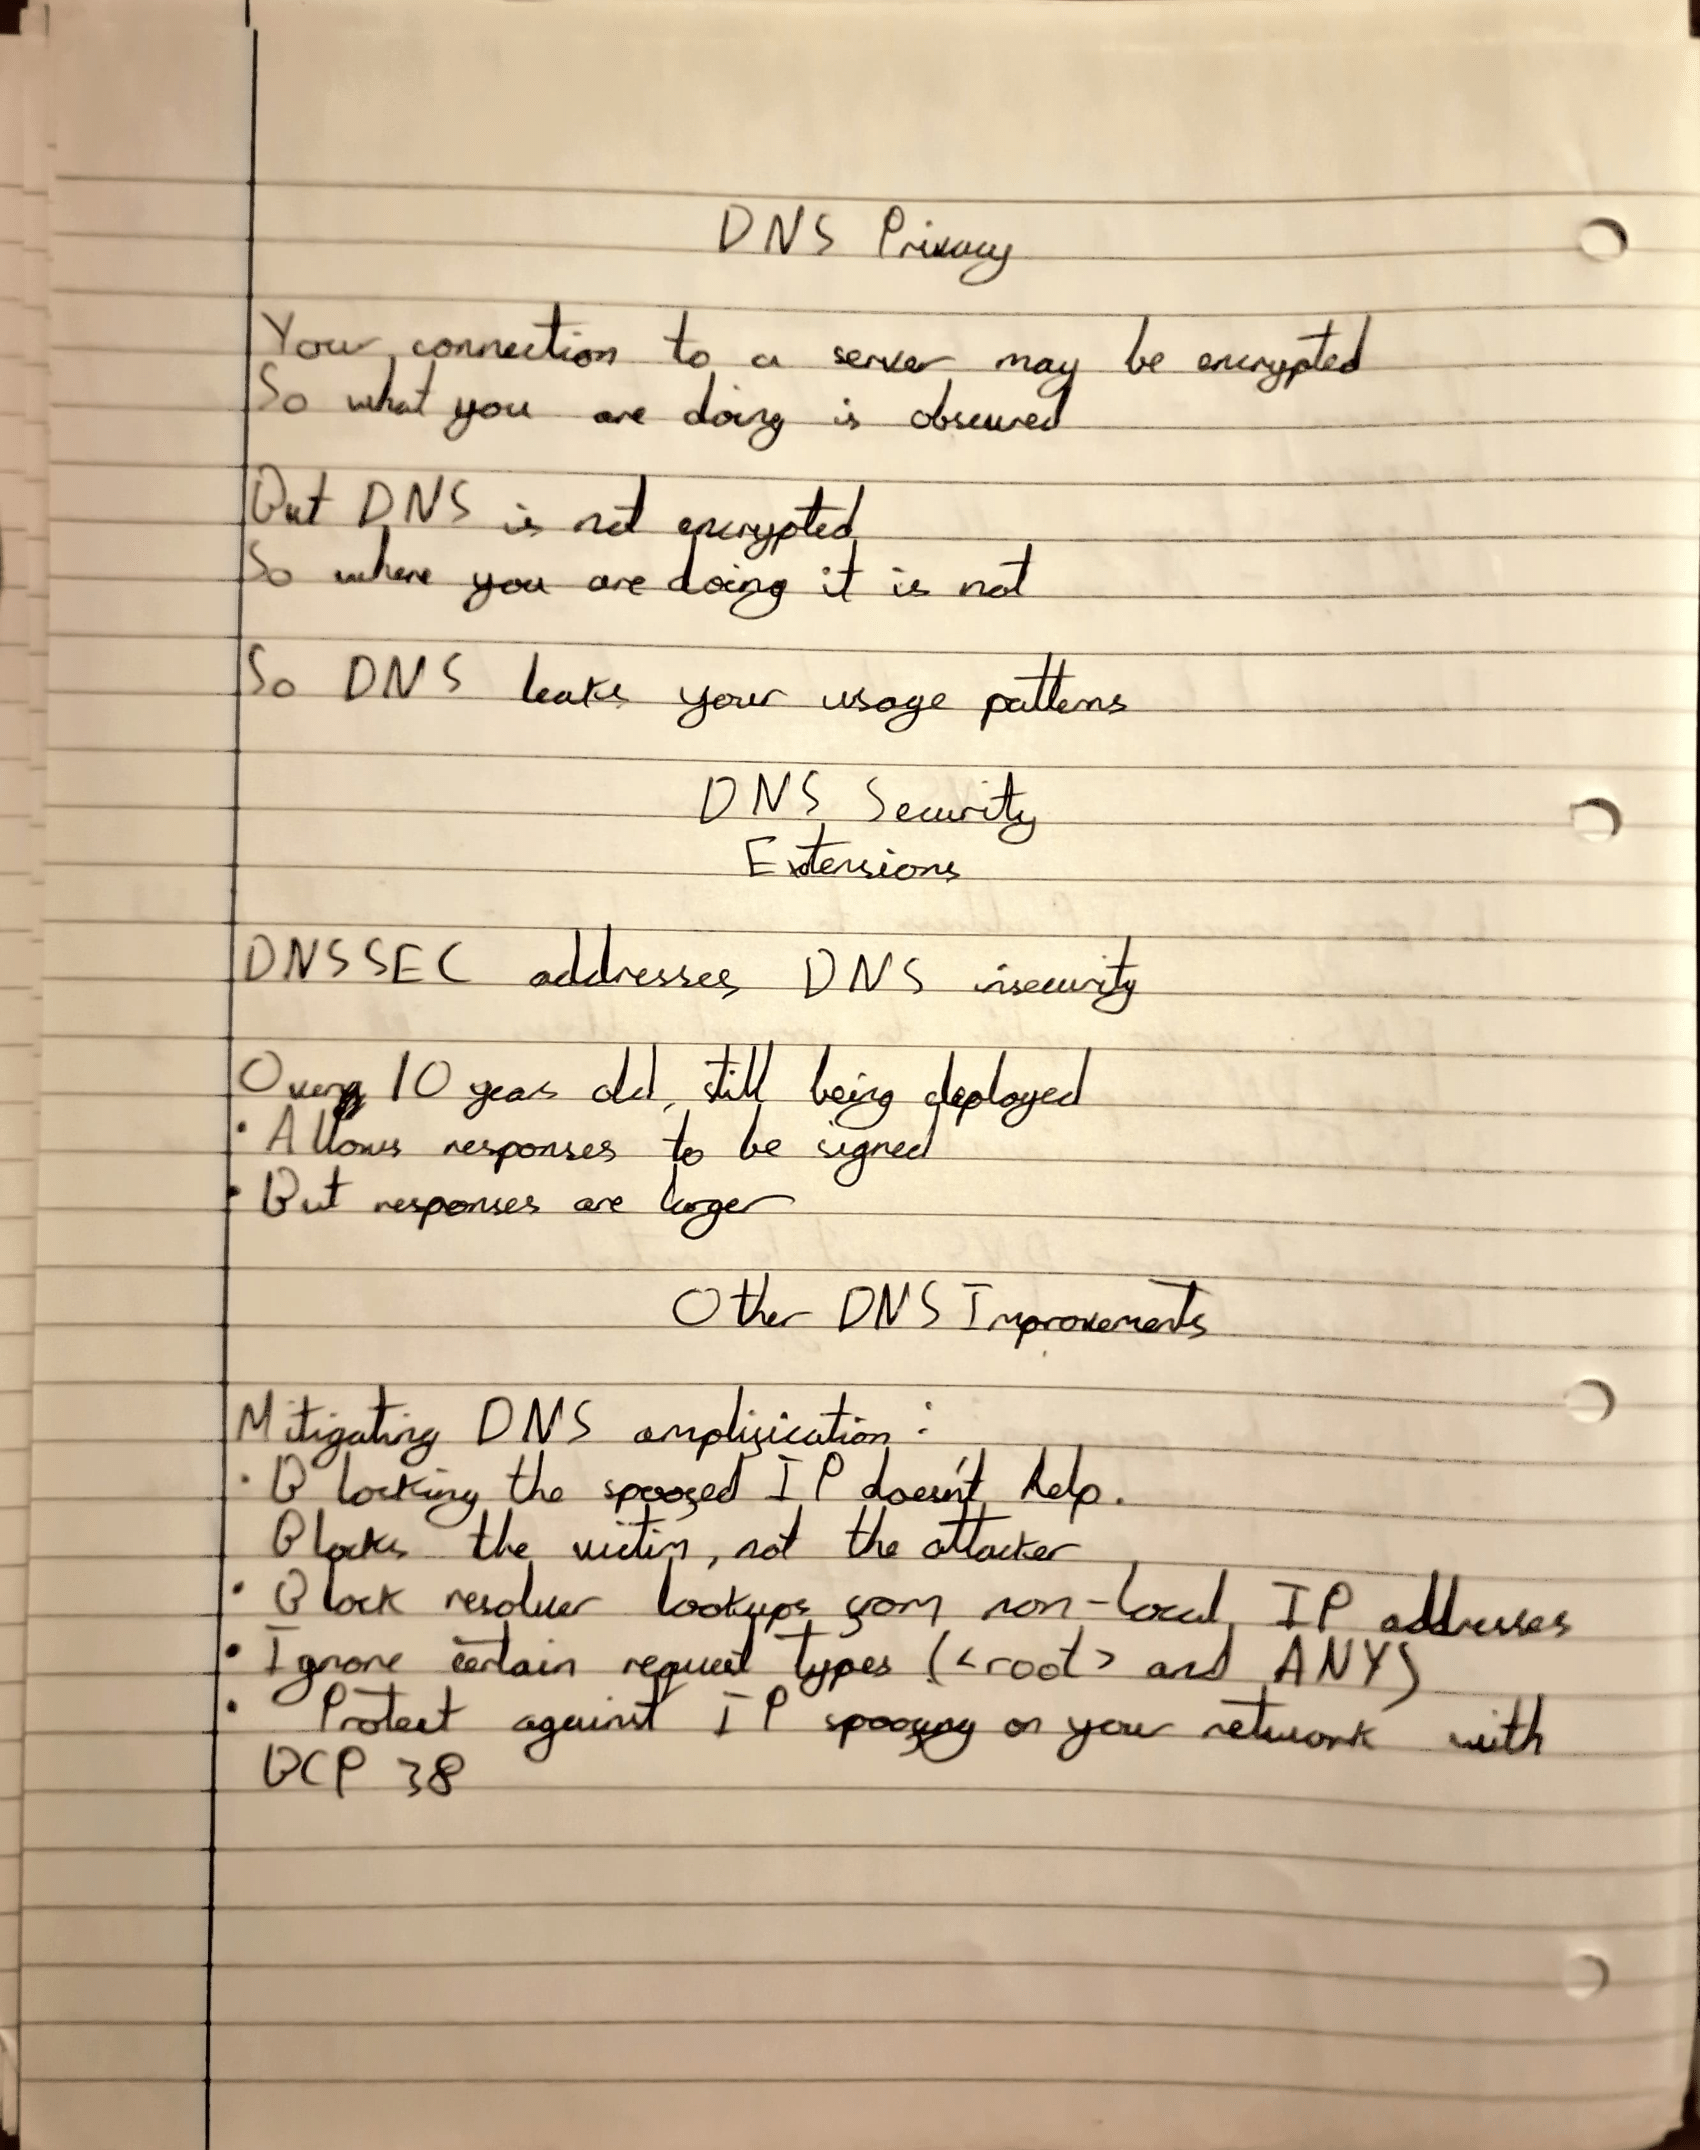 DNS Privacy
Your connection to a server may be encrypted
So what you are doing is obscured
But DNS is not encrypted
So where you are doing it is not
So DNS leaks your usage patterns
DNS Security
Extensions
DNSSEC addresses DNS insecurity
Over 10 years old, still being deployed
• Allows responses to be signed
• But responses are larger
Other DNS Improvements
Mitigating DNS amplification:
• Blocking the spoofed IP doesn't help.
Blocks the victim, not the attacker
• Block resolver lookups from non-local IP addresses
• Ignore certain request types (<root> and ANY)
• Protect against IP spoofing on your network with
BCP 38